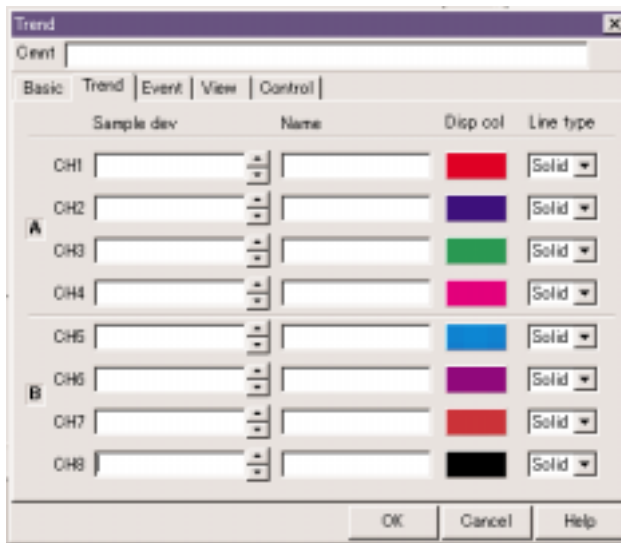 Trend
Cmnt
Basic Trend Event View Control
Sample dev Name Disp col Line type
CH1 Solid
CH2 Solid
A
CH3 Solid
CH4 Solid
CH5 Solid
CH6 Solid
B
CH7 Solid
CH8 Solid
OK Cancel Help